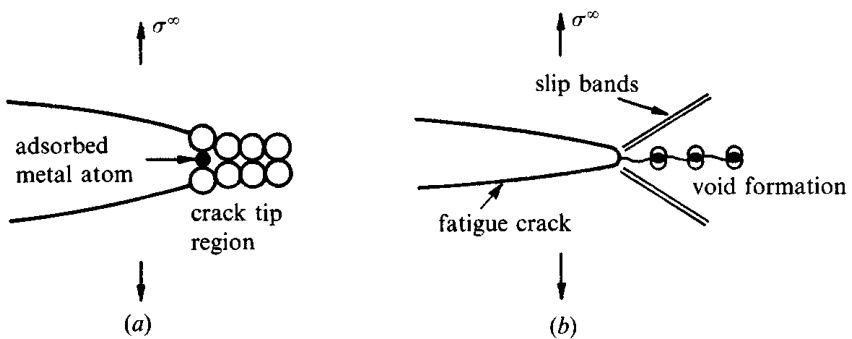 σ∞
adsorbed
metal atom
crack tip
region
(a)
σ∞
slip bands
void formation
fatigue crack
(b)